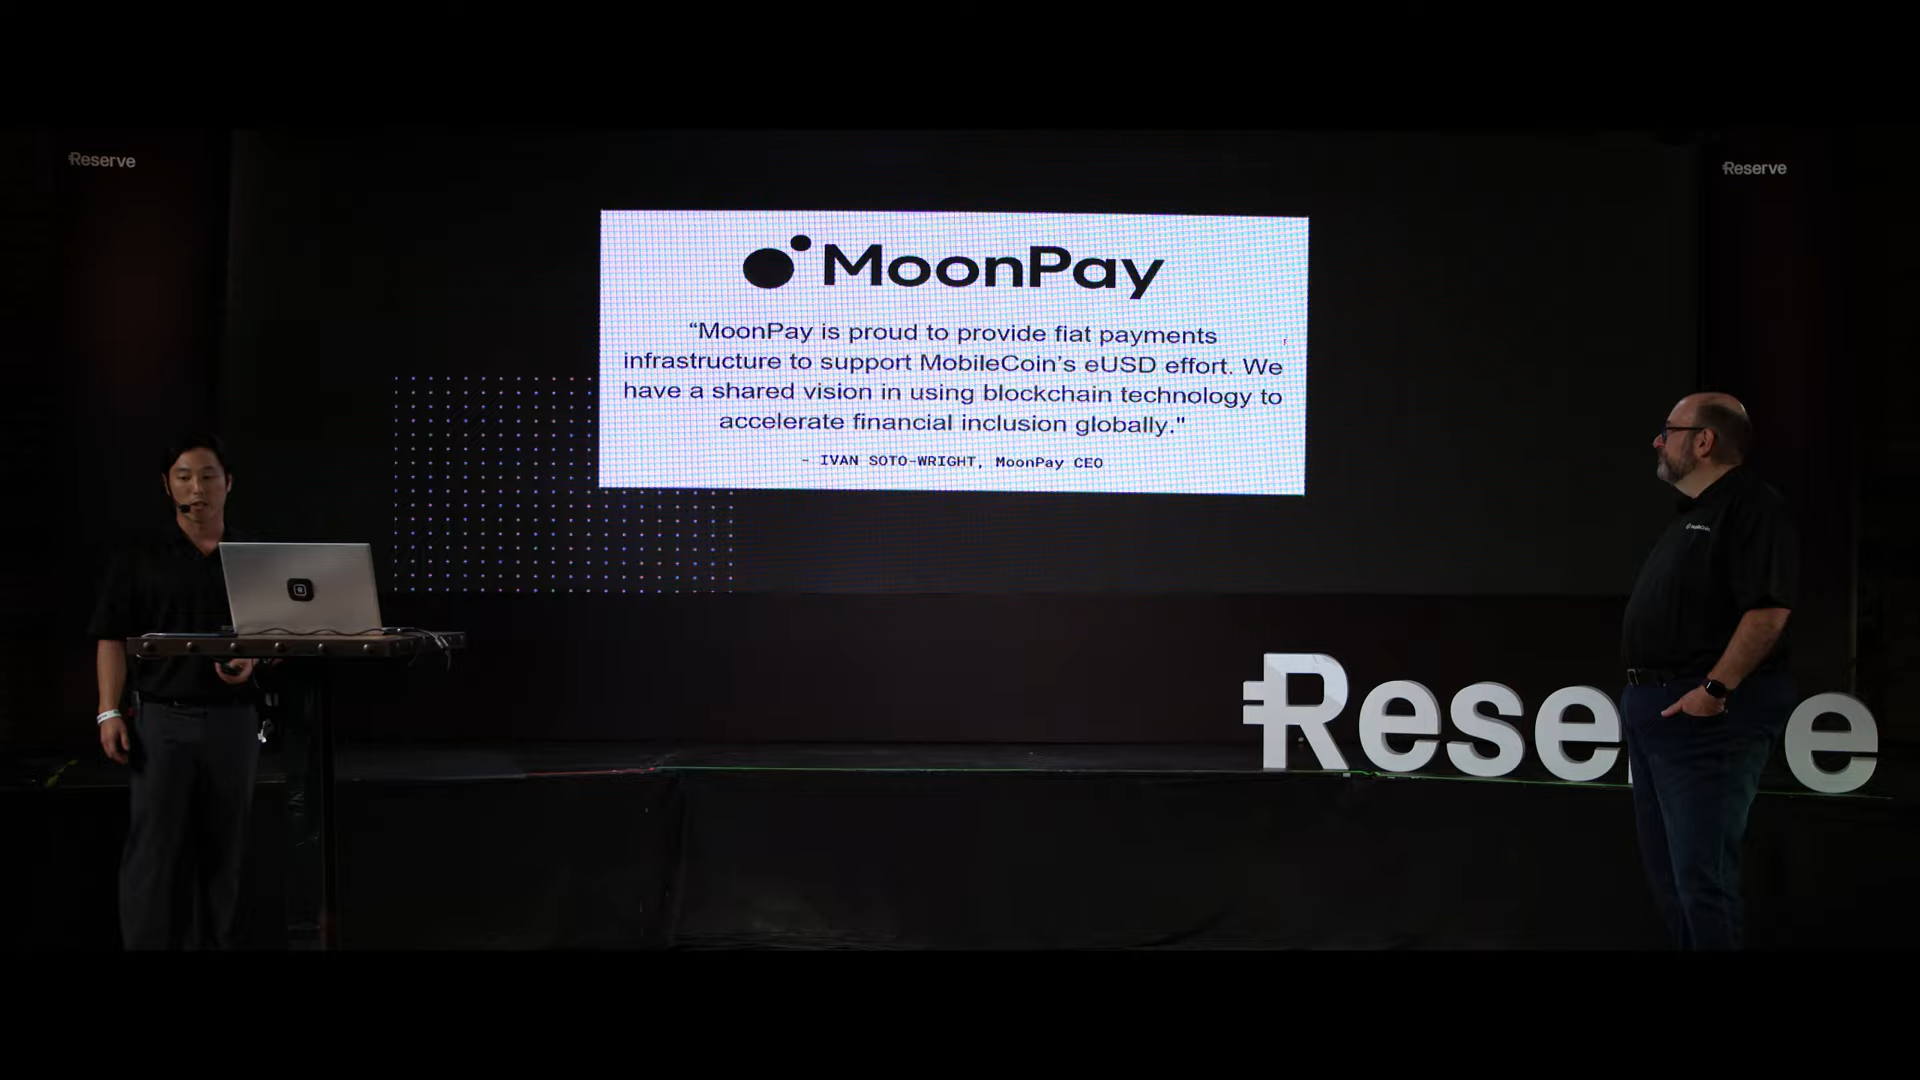 Reserve
Reserve
MoonPay
“MoonPay is proud to provide fiat payments
infrastructure to support MobileCoin’s eUSD effort. We
have a shared vision in using blockchain technology to
accelerate financial inclusion globally."
- IVAN SOTO-WRIGHT, MoonPay CEO
Rese e